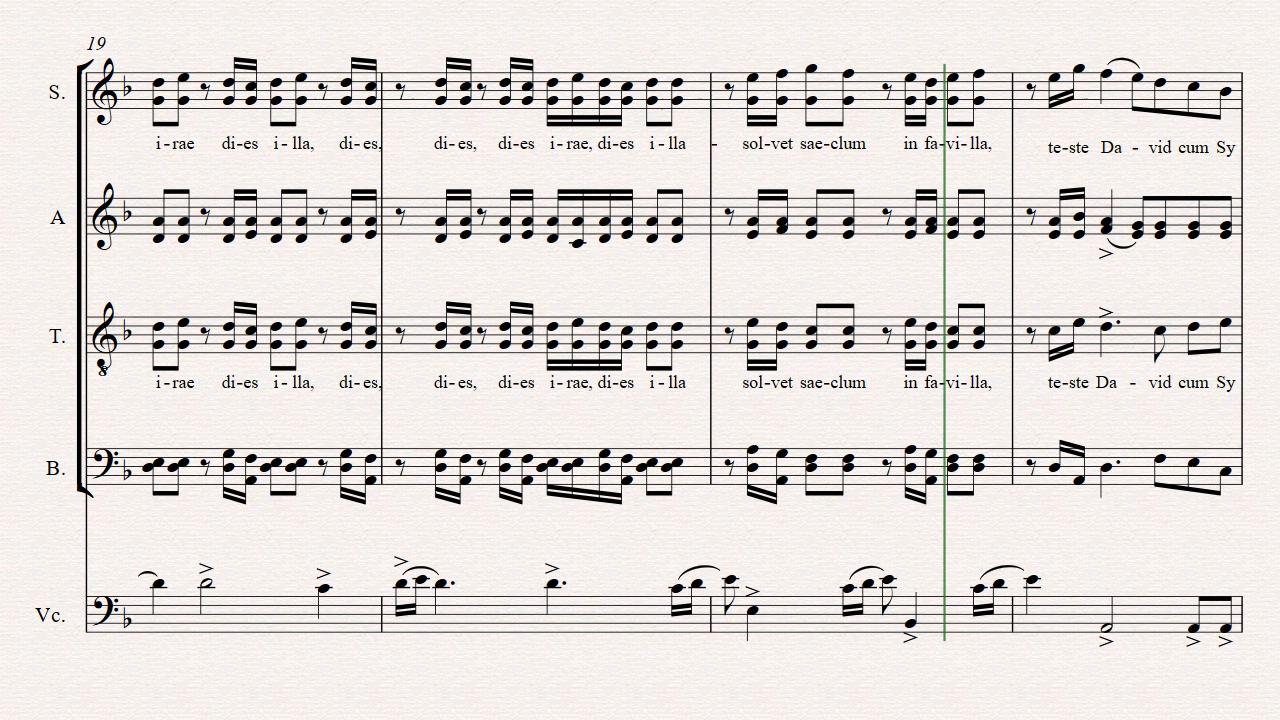 19
S.
i-rae di-es i-lla, di-es, di-es, di-es i-rae, di-es i-lla - sol-vet sae-clum in fa-vi-lla, te-ste Da - vid cum Sy
A
T.
8
i-rae di-es i-lla, di-es, di-es, di-es i-rae, di-es i-lla sol-vet sae-clum in fa-vi-lla, te-ste Da - vid cum Sy
B.
Vc.